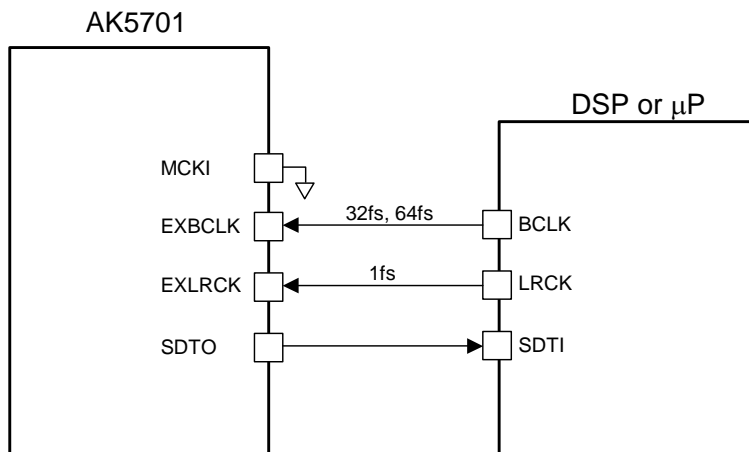 AK5701
DSP or μP
MCKI
EXBCLK
32fs, 64fs
BCLK
EXLRCK
1fs
LRCK
SDTO
SDTI